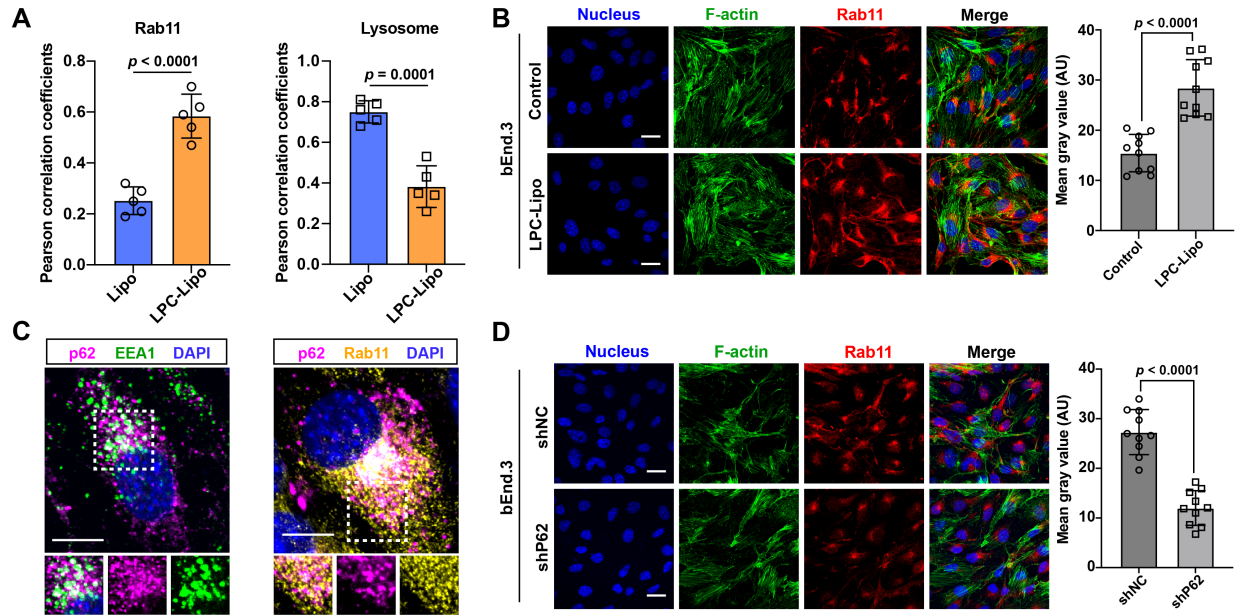 A
Rab11
p < 0.0001
Pearson correlation coefficients
0.8
0.6
0.4
0.2
0.0
Lipo
LPC-Lipo
Lysosome
p = 0.0001
Pearson correlation coefficients
1.0
0.8
0.6
0.4
0.2
0.0
Lipo
LPC-Lipo
B
Nucleus F-actin Rab11 Merge
bEnd.3
Control
LPC-Lipo
p < 0.0001
Mean gray value (AU)
40
30
20
10
0
Control
LPC-Lipo
C
p62 EEA1 DAPI
p62 Rab11 DAPI
D
Nucleus F-actin Rab11 Merge
bEnd.3
shNC
shP62
p < 0.0001
Mean gray value (AU)
40
30
20
10
0
shNC
shP62